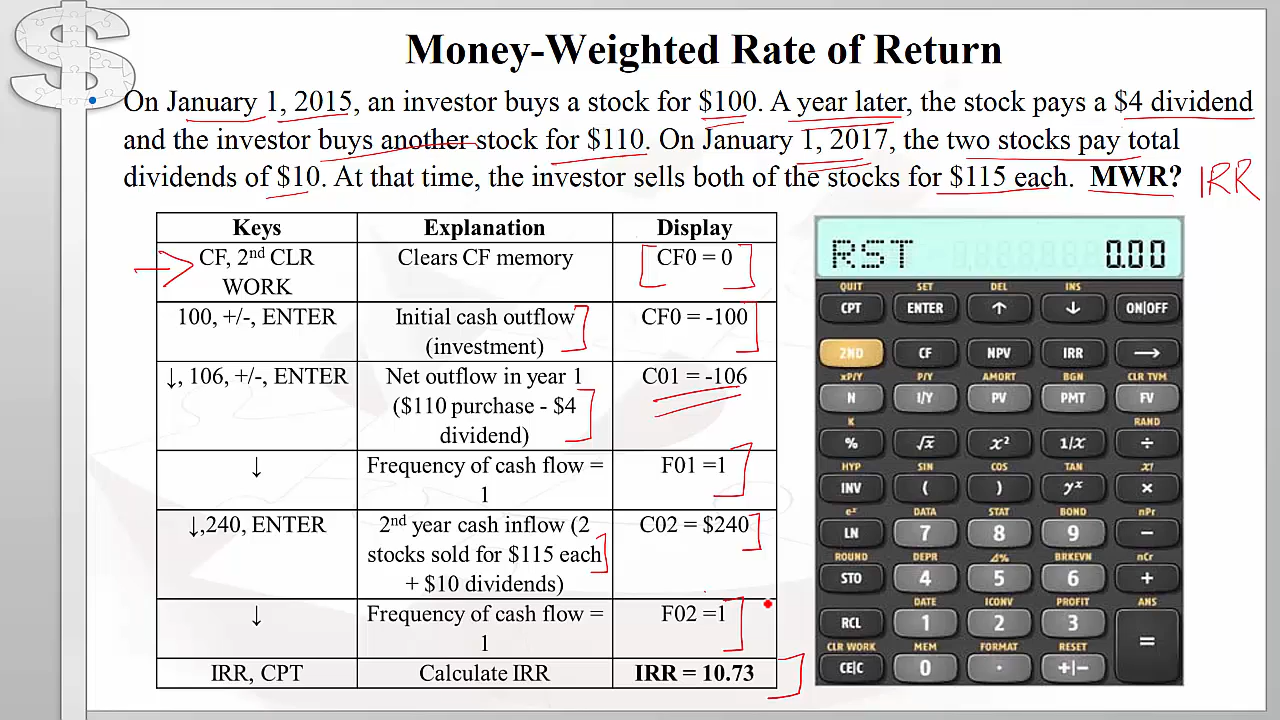 Money-Weighted Rate of Return
• On January 1, 2015, an investor buys a stock for $100. A year later, the stock pays a $4 dividend
and the investor buys another stock for $110. On January 1, 2017, the two stocks pay total
dividends of $10. At that time, the investor sells both of the stocks for $115 each. MWR? IRR
Keys Explanation Display
CF, 2nd CLR Clears CF memory CF0 = 0
WORK
100, +/-, ENTER Initial cash outflow CF0 = -100
(investment)
↓, 106, +/-, ENTER Net outflow in year 1 C01 = -106
($110 purchase - $4
dividend)
↓ Frequency of cash flow = F01 =1
1
↓,240, ENTER 2nd year cash inflow (2 C02 = $240
stocks sold for $115 each
+ $10 dividends)
↓ Frequency of cash flow = F02 =1
1
IRR, CPT Calculate IRR IRR = 10.73
RST 0.00
QUIT SET DEL INS
CPT ENTER ↑ ↓ ON|OFF
2ND CF NPV IRR →
xP/Y P/Y AMORT BGN CLR TVM
N I/Y PV PMT FV
K RAND
% √x x² 1/x ÷
HYP SIN COS TAN x!
INV ( ) yˣ ×
eˣ DATA STAT BOND nPr
LN 7 8 9 −
ROUND DEPR Δ% BRKEVN nCr
STO 4 5 6 +
DATE ICONV PROFIT ANS
RCL 1 2 3 =
CLR WORK MEM FORMAT RESET
CE|C 0 . +|−